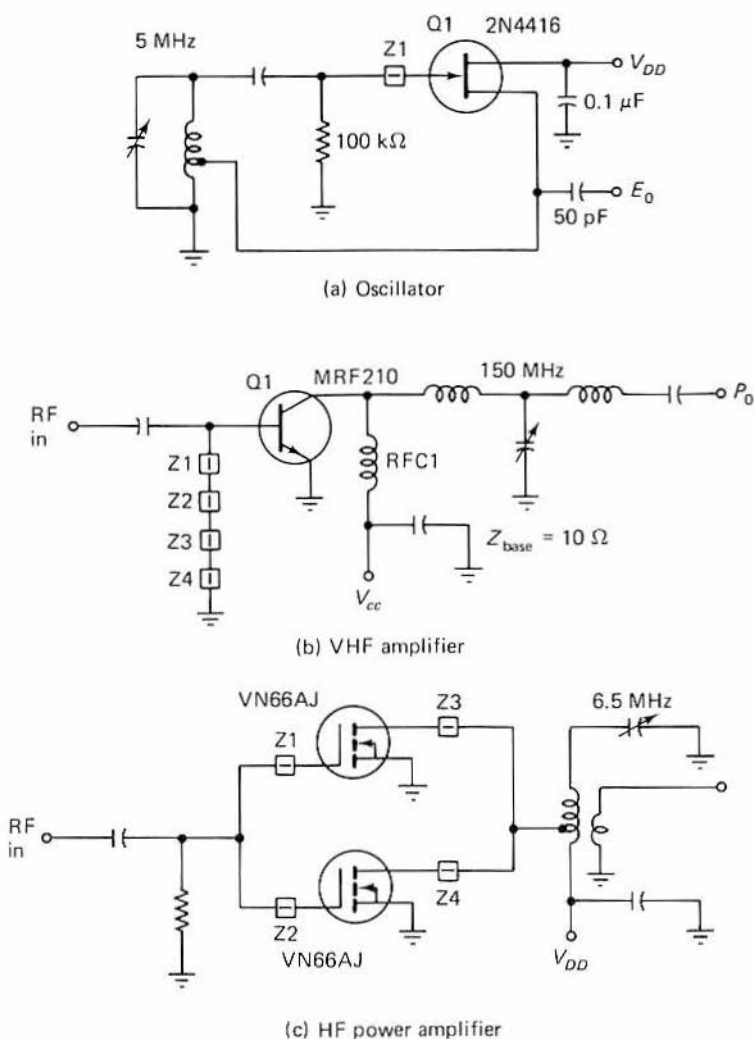 Q1
2N4416
5 MHz
Z1
V_DD
0.1 µF
100 kΩ
E_0
50 pF
(a) Oscillator
Q1
MRF210
150 MHz
RF
in
P_0
Z1
RFC1
Z2
Z3
Z_base = 10 Ω
Z4
V_cc
(b) VHF amplifier
VN66AJ
Z3
6.5 MHz
Z1
RF
in
Z2
Z4
VN66AJ
V_DD
(c) HF power amplifier